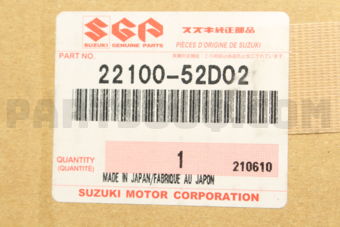 SGP
スズキ純正部品
SUZUKI GENUINE PARTS
PIÈCES D'ORIGINE DE SUZUKI
PART NO.
22100-52D02
QUANTITY
(QUANTITÉ)
1
210610
MADE IN JAPAN/FABRIQUE AU JAPON
SUZUKI MOTOR CORPORATION